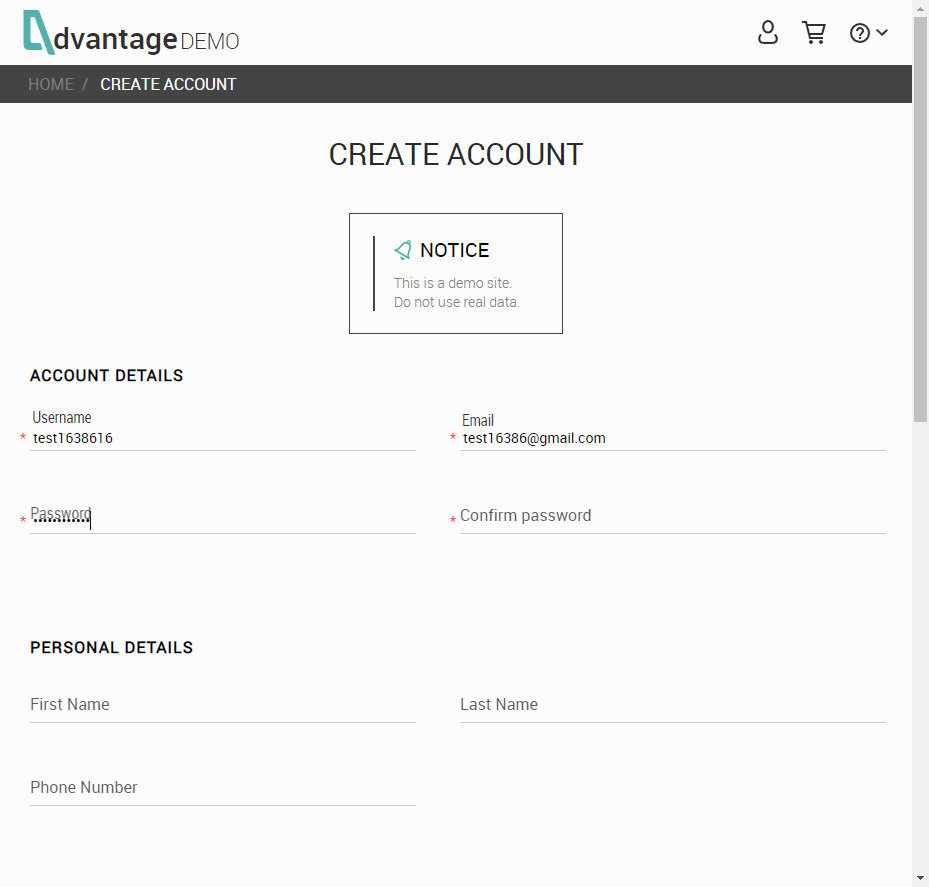 dvantage DEMO
HOME / CREATE ACCOUNT
CREATE ACCOUNT
NOTICE
This is a demo site.
Do not use real data.
ACCOUNT DETAILS
Username
* test1638616
Email
* test16386@gmail.com
* Password
* Confirm password
PERSONAL DETAILS
First Name
Last Name
Phone Number